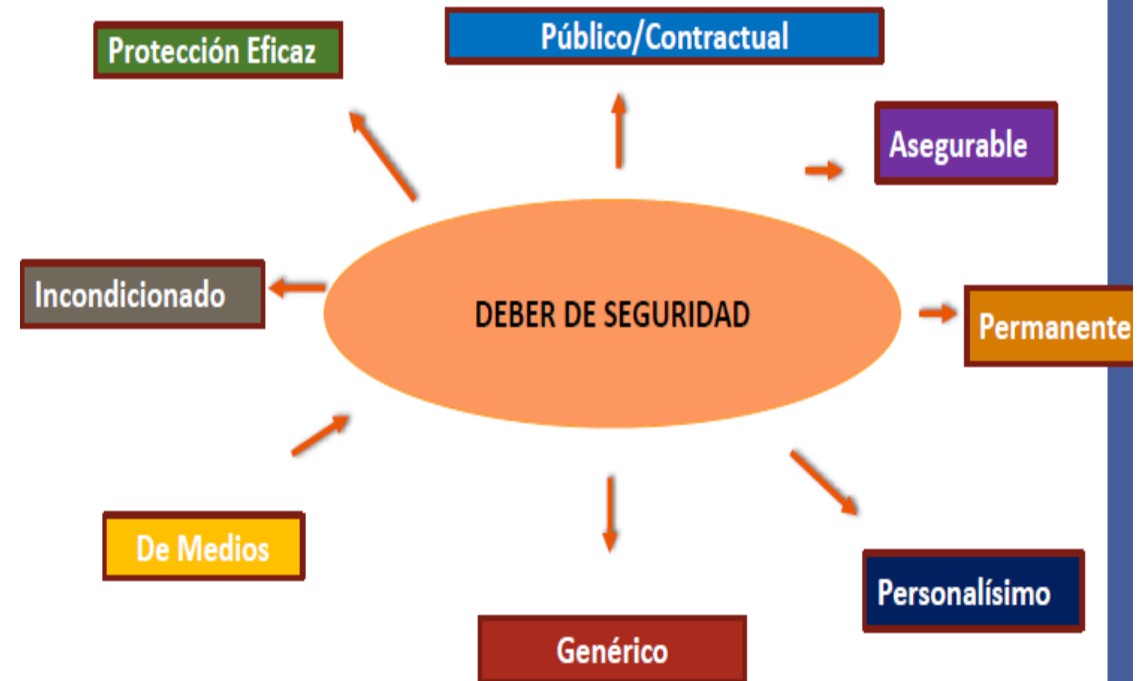 Protección Eficaz
Público/Contractual
Asegurable
Incondicionado
DEBER DE SEGURIDAD
Permanente
De Medios
Personalísimo
Genérico